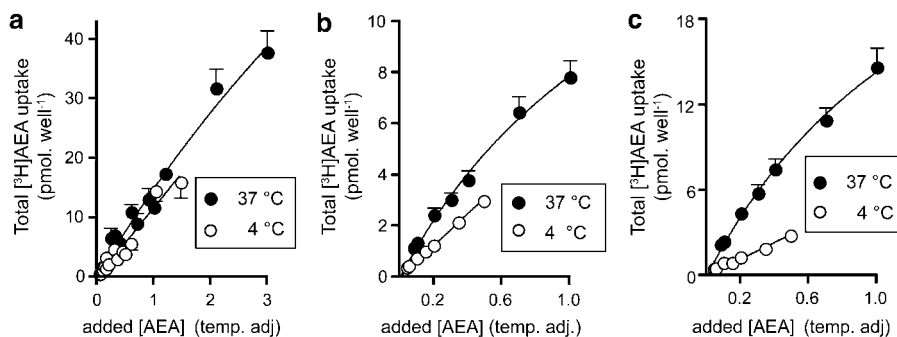 a
Total [³H]AEA uptake
(pmol. well⁻¹)
40
30
20
10
0
0 1 2 3
37 °C
4 °C
added [AEA] (temp. adj)
b
Total [³H]AEA uptake
(pmol. well⁻¹)
10
8
6
4
2
0
0.2 0.6 1.0
37 °C
4 °C
added [AEA] (temp. adj.)
c
Total [³H]AEA uptake
(pmol. well⁻¹)
18
12
6
0
0.2 0.6 1.0
37 °C
4 °C
added [AEA] (temp. adj)